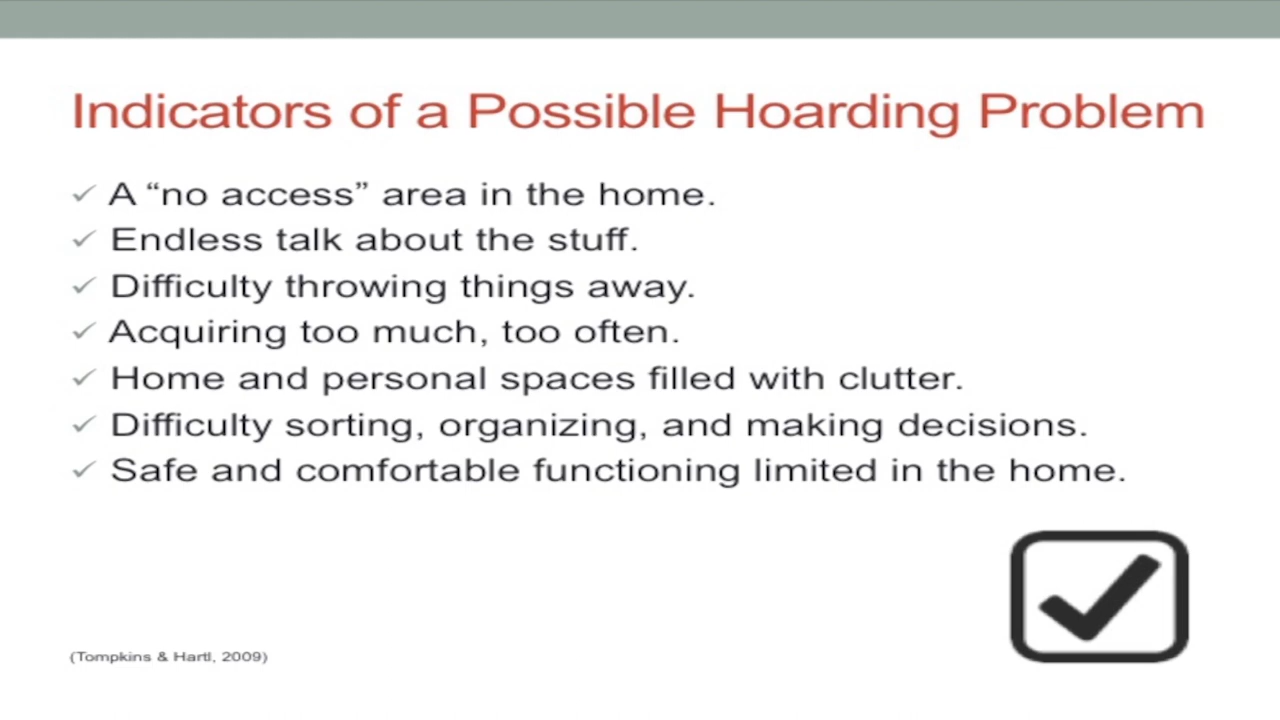 Indicators of a Possible Hoarding Problem
A “no access” area in the home.
Endless talk about the stuff.
Difficulty throwing things away.
Acquiring too much, too often.
Home and personal spaces filled with clutter.
Difficulty sorting, organizing, and making decisions.
Safe and comfortable functioning limited in the home.
(Tompkins & Hartl, 2009)